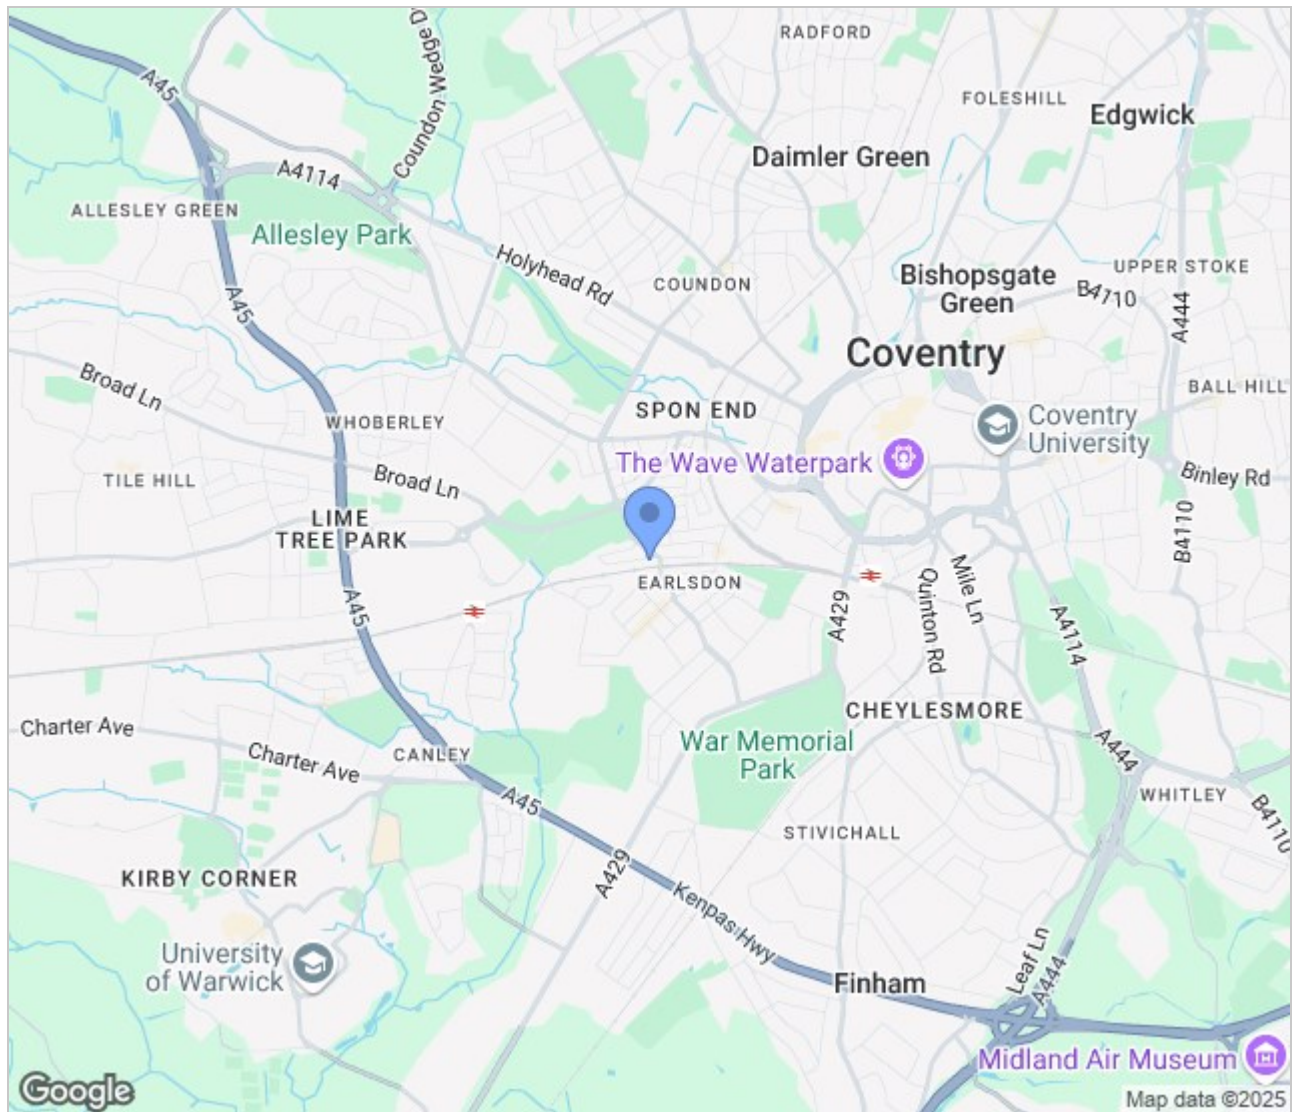 RADFORD
Coundon Wedge D
FOLESHILL
A45
Edgwick
Daimler Green
A4114
ALLESLEY GREEN
Allesley Park
Holyhead Rd
COUNDON
Bishopsgate
Green
UPPER STOKE
B4110
A45
A444
Coventry
Broad Ln
BALL HILL
WHOBERLEY
SPON END
Coventry
University
The Wave Waterpark
TILE HILL
Broad Ln
Binley Rd
LIME
TREE PARK
B4110
Mile Ln
EARLSDON
Quinton Rd
A45
A429
A4114
CHEYLESMORE
Charter Ave
War Memorial
Park
Charter Ave
CANLEY
A444
WHITLEY
A45
B4110
STIVICHALL
KIRBY CORNER
A429
Kenpas Hwy
University
of Warwick
Leaf Ln
A444
Finham
Midland Air Museum
Google
Map data ©2025